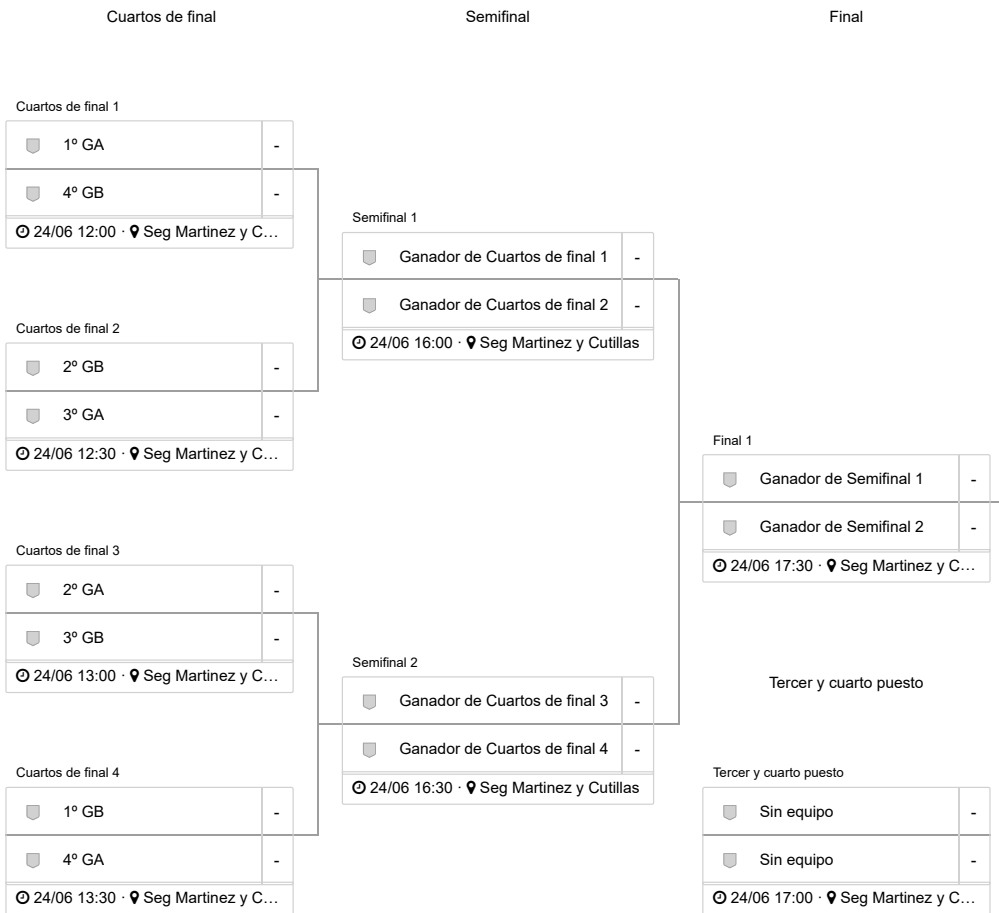 Cuartos de final
Semifinal
Final
Cuartos de final 1
1º GA -
4º GB -
24/06 12:00 · Seg Martinez y C...
Cuartos de final 2
2º GB -
3º GA -
24/06 12:30 · Seg Martinez y C...
Cuartos de final 3
2º GA -
3º GB -
24/06 13:00 · Seg Martinez y C...
Cuartos de final 4
1º GB -
4º GA -
24/06 13:30 · Seg Martinez y C...
Semifinal 1
Ganador de Cuartos de final 1 -
Ganador de Cuartos de final 2 -
24/06 16:00 · Seg Martinez y Cutillas
Semifinal 2
Ganador de Cuartos de final 3 -
Ganador de Cuartos de final 4 -
24/06 16:30 · Seg Martinez y Cutillas
Final 1
Ganador de Semifinal 1 -
Ganador de Semifinal 2 -
24/06 17:30 · Seg Martinez y C...
Tercer y cuarto puesto
Tercer y cuarto puesto
Sin equipo -
Sin equipo -
24/06 17:00 · Seg Martinez y C...